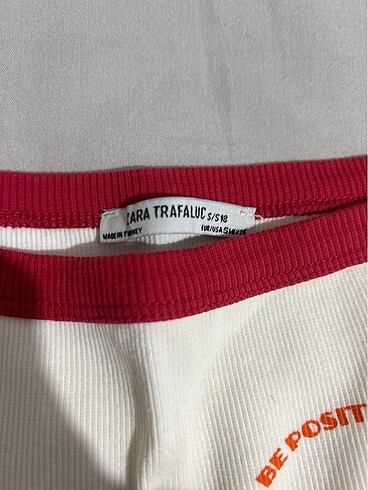 ZARA TRAFALUC S/S18
MADE IN TURKEY
EUR/USA S MEX 26
BE POSIT